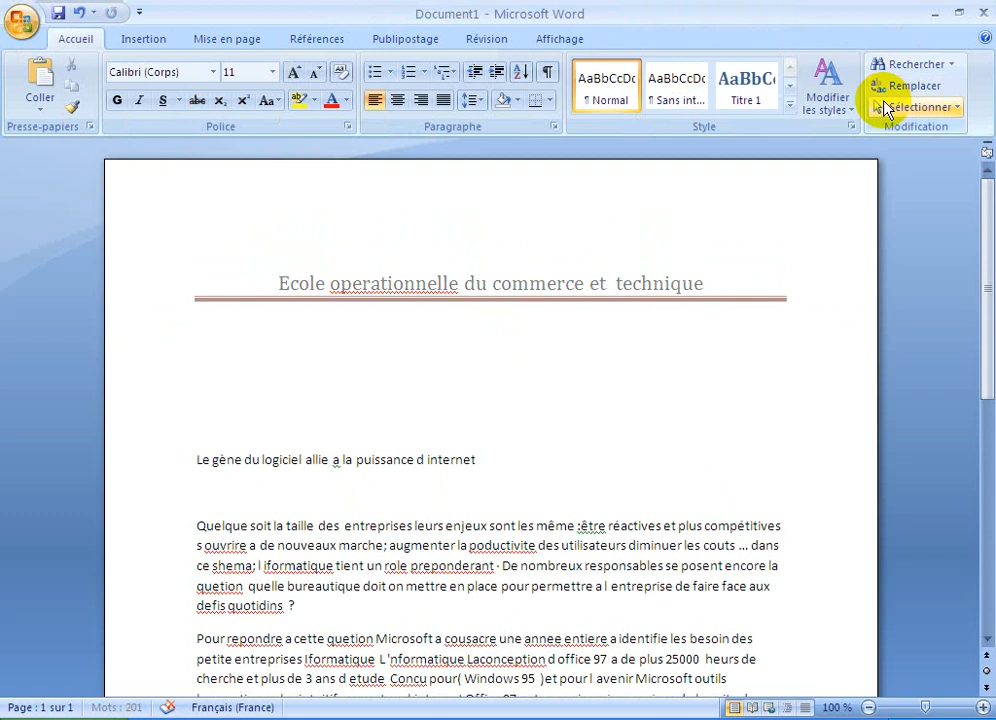 Document1 - Microsoft Word
Accueil Insertion Mise en page Références Publipostage Révision Affichage
Coller
Presse-papiers
Calibri (Corps) 11
G I S abc X₂ X² Aa A
Police
Paragraphe
AaBbCcDc AaBbCcDc AaBbC
¶ Normal ¶ Sans int... Titre 1
Style
Modifier
les styles
Rechercher
Remplacer
Sélectionner
Modification
Ecole operationnelle du commerce et technique
Le gène du logiciel allie a la puissance d internet
Quelque soit la taille des entreprises leurs enjeux sont les même :être réactives et plus compétitives
s ouvrire a de nouveaux marche; augmenter la poductivite des utilisateurs diminuer les couts ... dans
ce shema; l iformatique tient un role preponderant · De nombreux responsables se posent encore la
quetion quelle bureautique doit on mettre en place pour permettre a l entreprise de faire face aux
defis quotidins ?
Pour repondre a cette quetion Microsoft a cousacre une annee entiere a identifie les besoin des
petite entreprises Iformatique L'nformatique Laconception d office 97 a de plus 25000 heurs de
cherche et plus de 3 ans d etude Concu pour( Windows 95 )et pour l avenir Microsoft outils
Page : 1 sur 1 Mots : 201 Français (France) 100 %